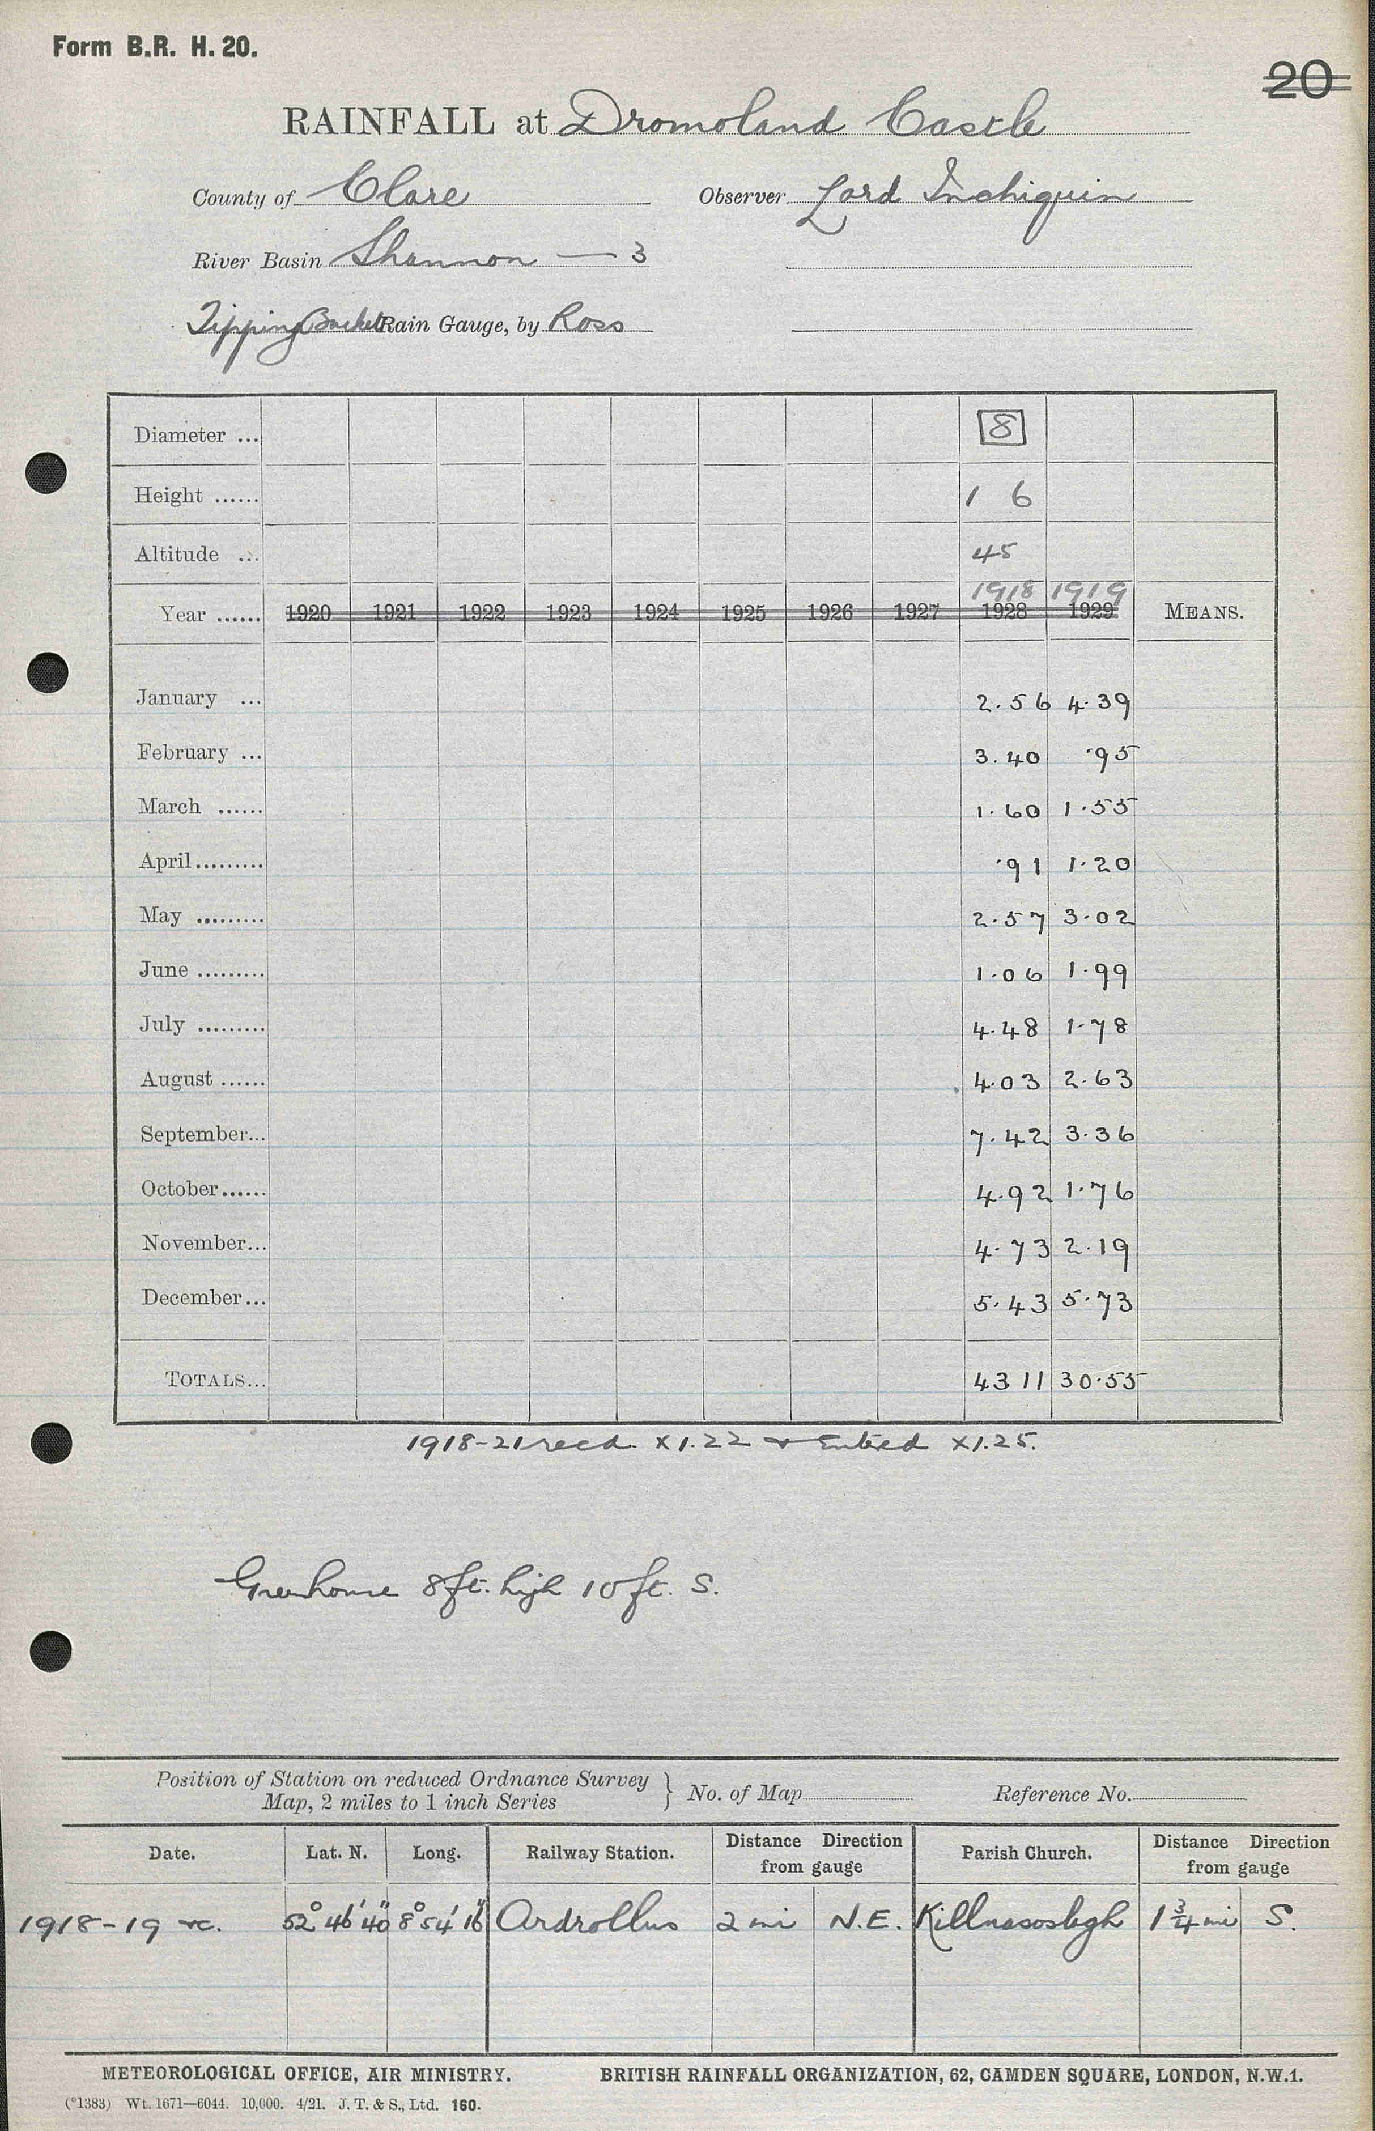 Form B.R. H. 20.
20
RAINFALL at Dromoland Castle
County of Clare Observer Lord Inchiquin
River Basin Shannon — 3
Tipping Bucket Rain Gauge, by Ross
Diameter ... 8
Height ...... 1 6
Altitude ... 45
1918 1919
Year ...... 1920 1921 1922 1923 1924 1925 1926 1927 1928 1929 MEANS.
January ... 2.56 4.39
February ... 3.40 .95
March ...... 1.60 1.55
April ......... .91 1.20
May ......... 2.57 3.02
June ......... 1.06 1.99
July ......... 4.48 1.78
August ...... 4.03 2.63
September... 7.42 3.36
October...... 4.92 1.76
November... 4.73 2.19
December... 5.43 5.73
TOTALS... 43 11 30.55
1918-21 recd. x1.22 & Entered x1.25.
Greenhouse 8ft. high 10ft. S.
Position of Station on reduced Ordnance Survey
Map, 2 miles to 1 inch Series } No. of Map Reference No.
Date. Lat. N. Long. Railway Station. Distance Direction from gauge Parish Church. Distance Direction from gauge
1918-19 rc. 52° 46' 40" 8° 54' 16" Ardrollus 2 mi N.E. Killnasoolagh 1 3/4 mi S.
METEOROLOGICAL OFFICE, AIR MINISTRY. BRITISH RAINFALL ORGANIZATION, 62, CAMDEN SQUARE, LONDON, N.W.1.
(*1383) Wt. 1671—6044. 10,000. 4/21. J. T. & S., Ltd. 160.